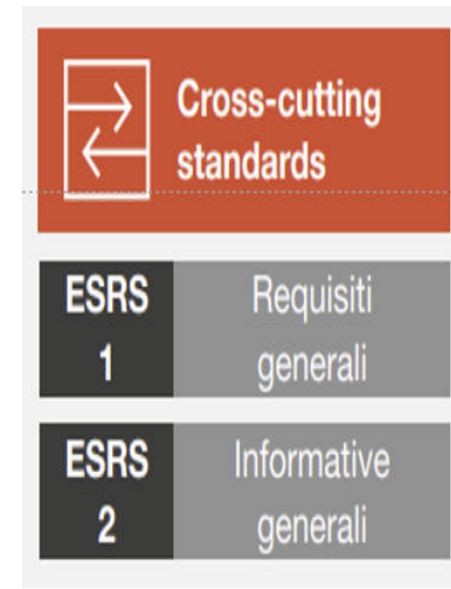 Cross-cutting
standards
ESRS
1
Requisiti
generali
ESRS
2
Informative
generali